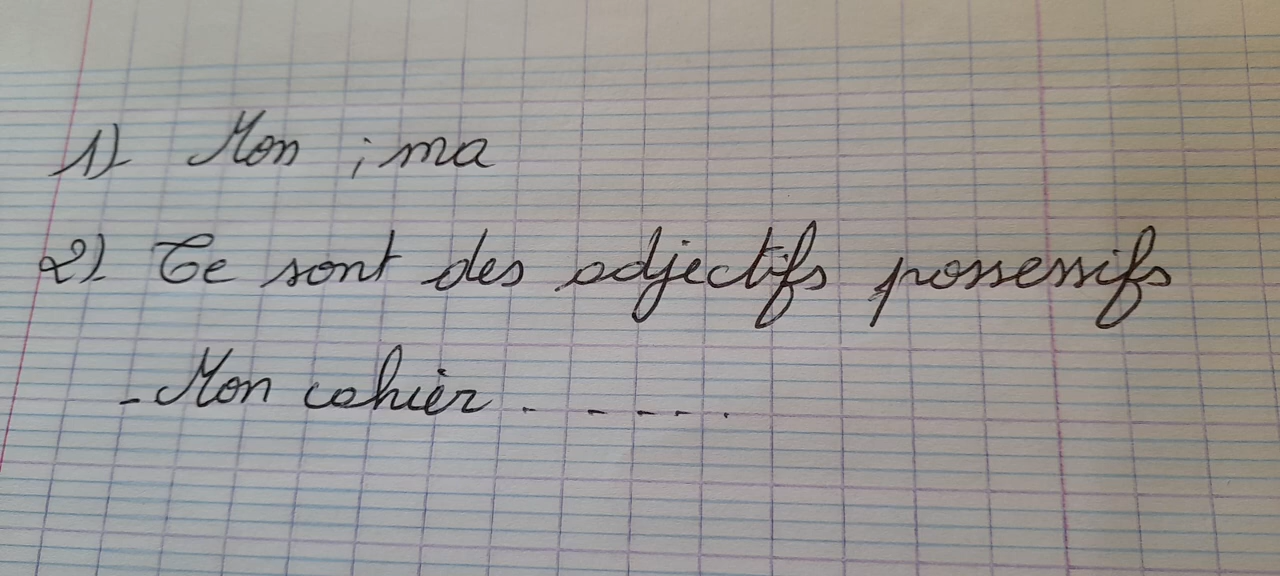 1) Mon ; ma
2) Ce sont des adjectifs possessifs
- Mon cahier . - - - - .